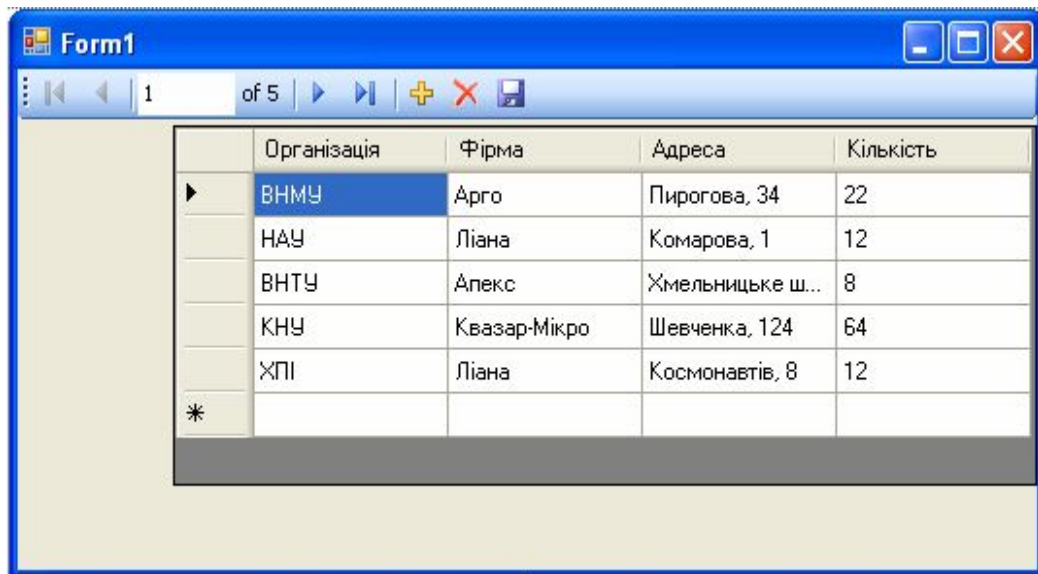 Form1
1 of 5
Організація Фірма Адреса Кількість
ВНМУ Арго Пирогова, 34 22
НАУ Ліана Комарова, 1 12
ВНТУ Апекс Хмельницьке ш... 8
КНУ Квазар-Мікро Шевченка, 124 64
ХПІ Ліана Космонавтів, 8 12